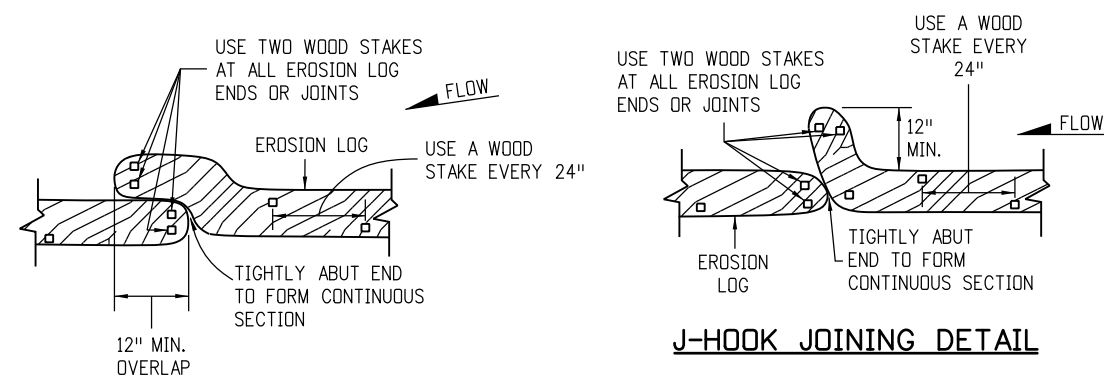 USE TWO WOOD STAKES
AT ALL EROSION LOG
ENDS OR JOINTS
FLOW
EROSION LOG
USE A WOOD
STAKE EVERY 24"
TIGHTLY ABUT END
TO FORM CONTINUOUS
SECTION
12" MIN.
OVERLAP
USE A WOOD
STAKE EVERY
24"
USE TWO WOOD STAKES
AT ALL EROSION LOG
ENDS OR JOINTS
12"
MIN.
FLOW
EROSION
LOG
TIGHTLY ABUT
END TO FORM
CONTINUOUS SECTION
J-HOOK JOINING DETAIL